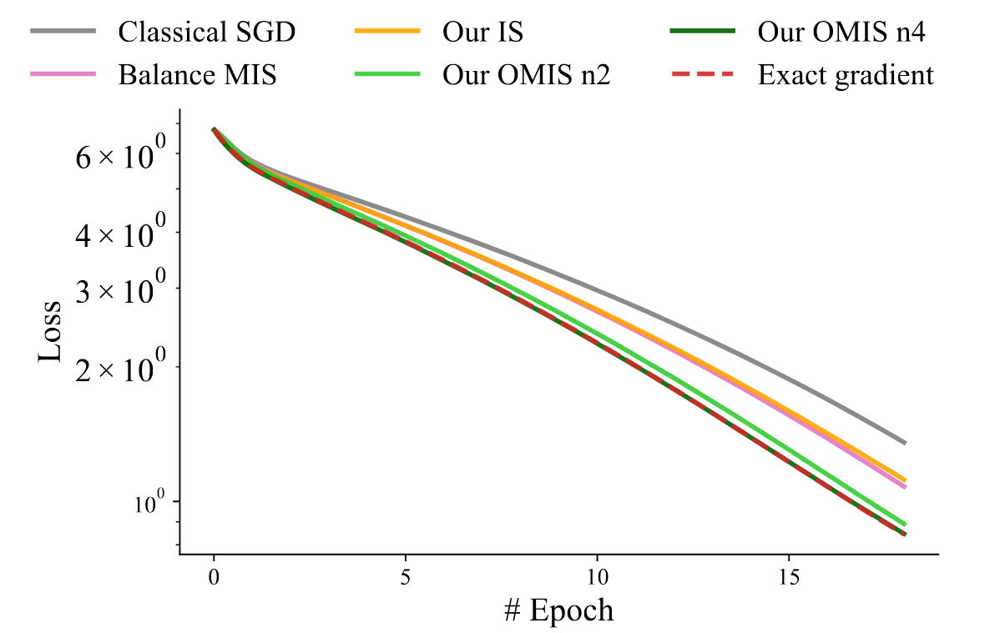 Classical SGD Our IS Our OMIS n4
Balance MIS Our OMIS n2 Exact gradient
6 × 10⁰
4 × 10⁰
3 × 10⁰
2 × 10⁰
10⁰
Loss
0 5 10 15
# Epoch